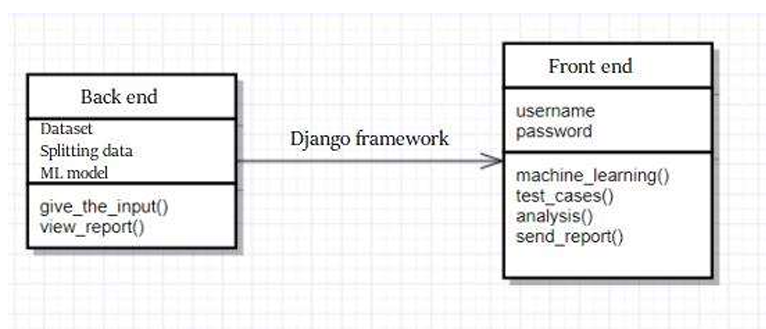 Back end
Dataset
Splitting data
ML model
give_the_input()
view_report()
Django framework
Front end
username
password
machine_learning()
test_cases()
analysis()
send_report()